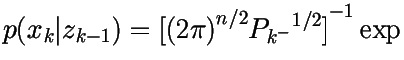 p(x_k|z_{k-1}) = [(2π)^{n/2} P_{k^-}^{1/2}]^{-1} exp